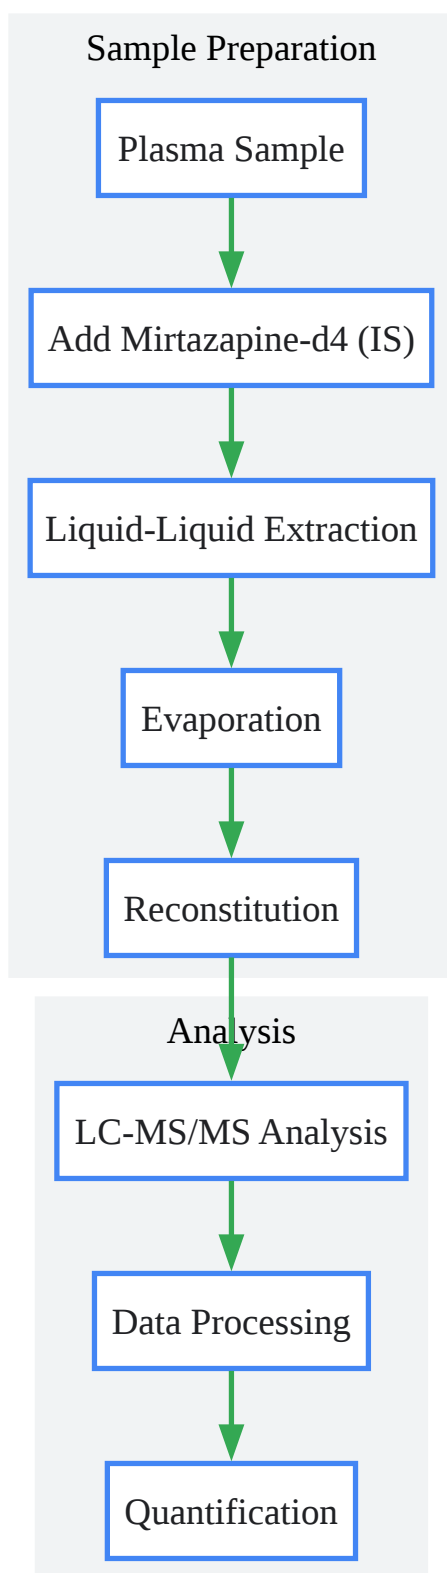 Sample Preparation
Plasma Sample
Add Mirtazapine-d4 (IS)
Liquid-Liquid Extraction
Evaporation
Reconstitution
Analysis
LC-MS/MS Analysis
Data Processing
Quantification